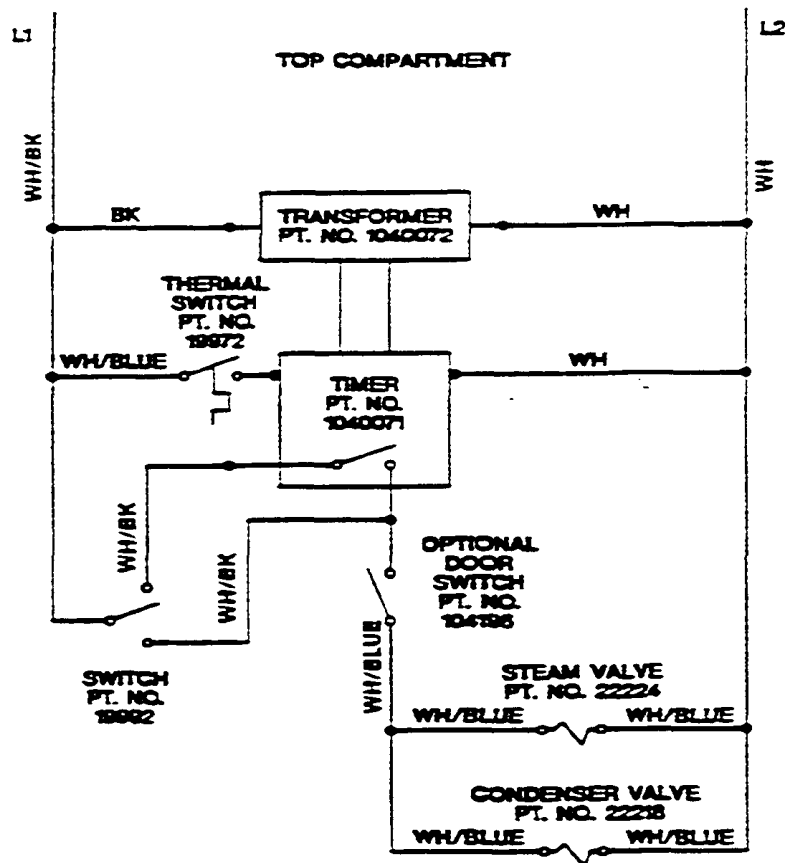 L1
L2
TOP COMPARTMENT
WH/BK
WH
BK
TRANSFORMER
PT. NO. 1040072
WH
THERMAL
SWITCH
PT. NO.
19972
WH/BLUE
TIMER
PT. NO.
1040071
WH
WH/BK
WH/BK
OPTIONAL
DOOR
SWITCH
PT. NO.
104196
WH/BLUE
SWITCH
PT. NO.
19992
STEAM VALVE
PT. NO. 22224
WH/BLUE
WH/BLUE
CONDENSER VALVE
PT. NO. 22218
WH/BLUE
WH/BLUE